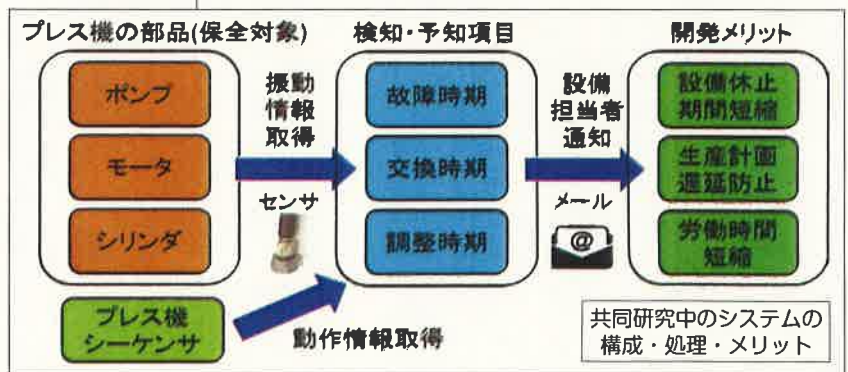 プレス機の部品(保全対象)
ポンプ
モータ
シリンダ
プレス機
シーケンサ
振動
情報
取得
センサ
動作情報取得
検知・予知項目
故障時期
交換時期
調整時期
設備
担当者
通知
メール
@
開発メリット
設備休止
期間短縮
生産計画
遅延防止
労働時間
短縮
共同研究中のシステムの
構成・処理・メリット